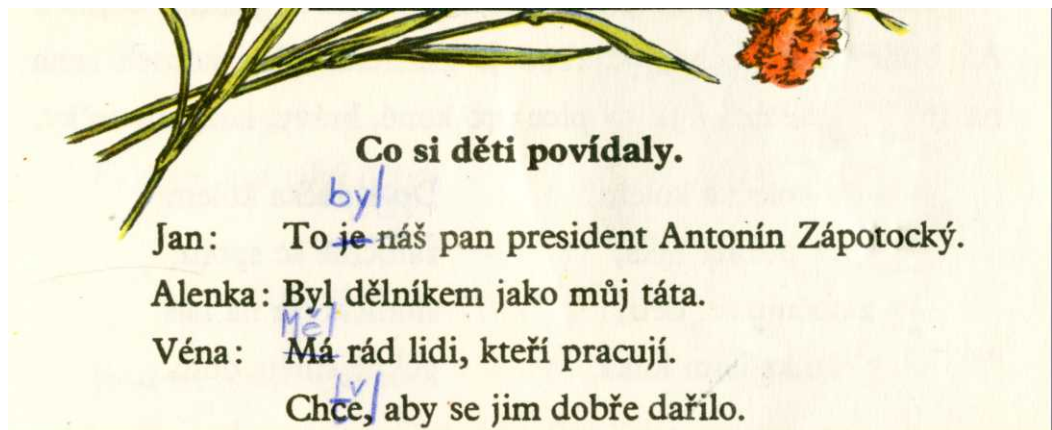 Co si děti povídaly.
byl
Jan: To je náš pan president Antonín Zápotocký.
Alenka: Byl dělníkem jako můj táta.
Měl
Véna: Má rád lidi, kteří pracují.
Chce, aby se jim dobře dařilo.